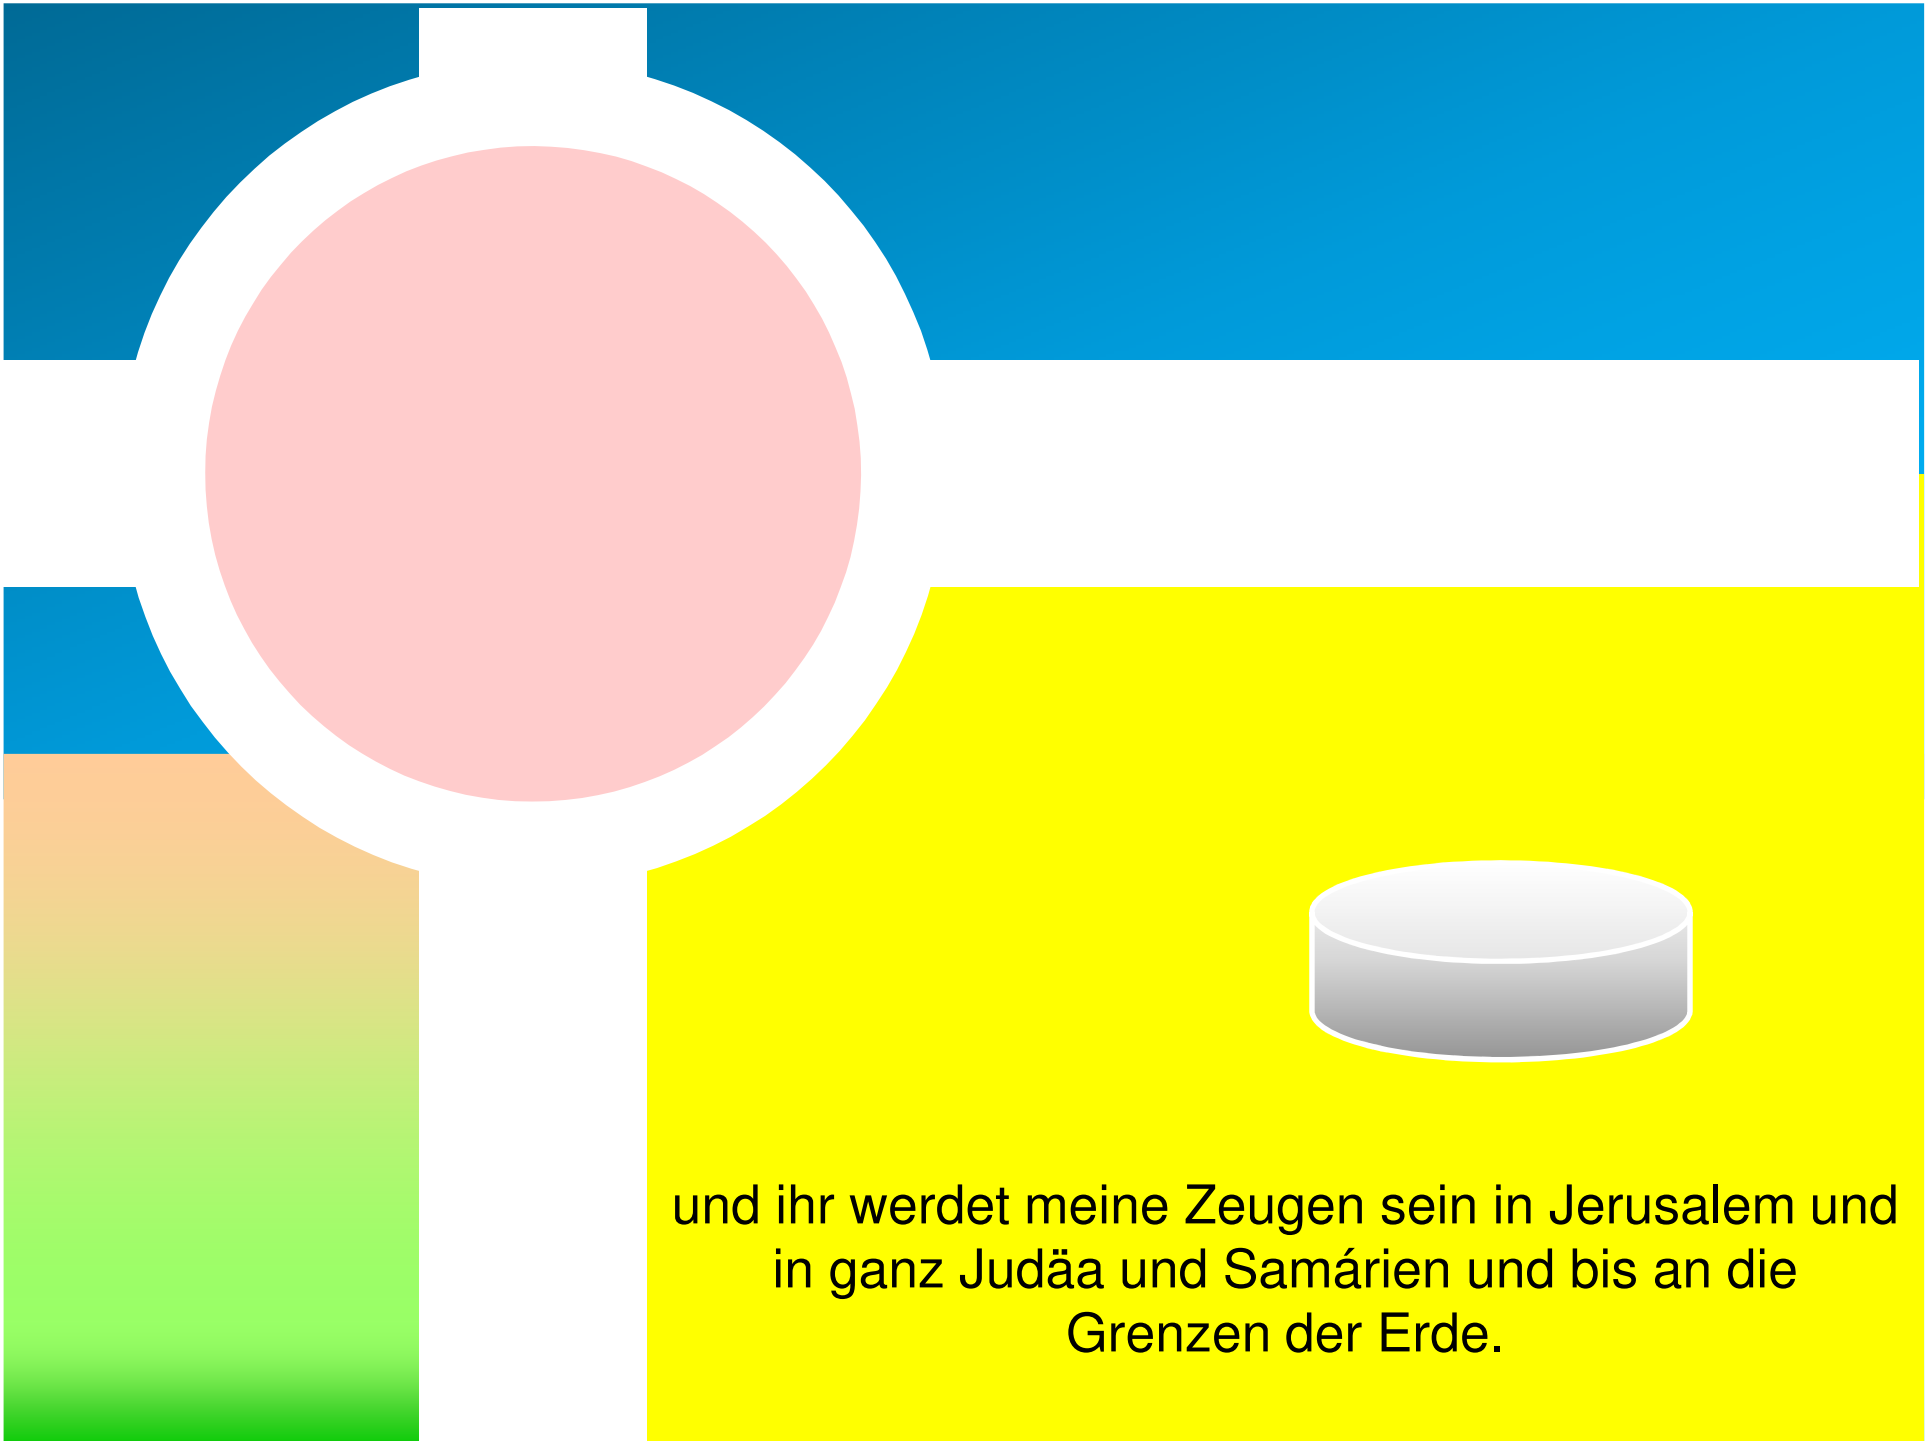 und ihr werdet meine Zeugen sein in Jerusalem und
in ganz Judäa und Samárien und bis an die
Grenzen der Erde.